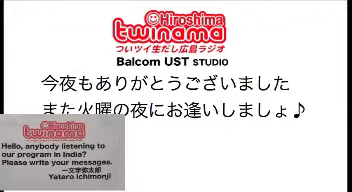 Hiroshima
twinama
ついツイ生だし広島ラジオ
Balcom UST STUDIO
今夜もありがとうございました
また火曜の夜にお逢いしましょ♪
Hiroshima
twinama
Hello, anybody listening to
our program in India?
Please write your messages.
一文字弥太郎
Yataro Ichimonji